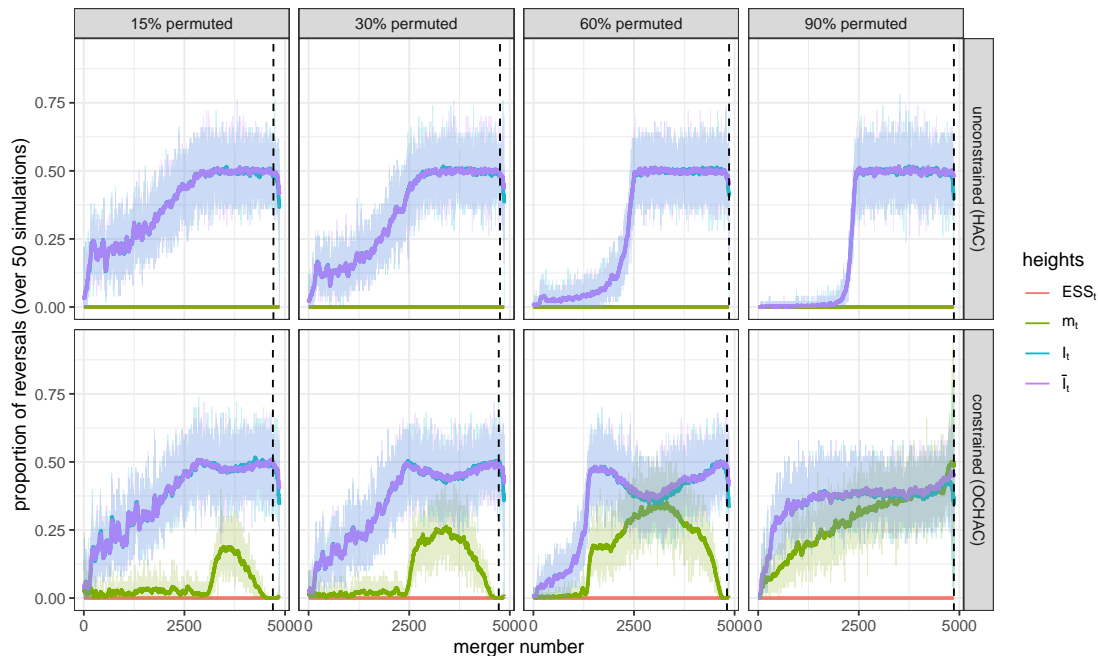 15% permuted 30% permuted 60% permuted 90% permuted
0.75
0.50
0.25
0.00
unconstrained (HAC)
0.75
0.50
0.25
0.00
constrained (OCHAC)
proportion of reversals (over 50 simulations)
0 2500 5000 0 2500 5000 0 2500 5000 0 2500 5000
merger number
heights
ESSₜ
mₜ
Iₜ
Īₜ